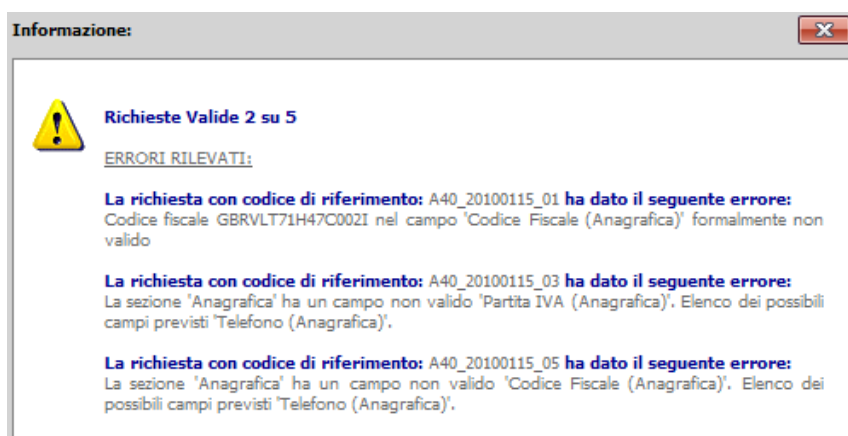 Informazione:
Richieste Valide 2 su 5
ERRORI RILEVATI:
La richiesta con codice di riferimento: A40_20100115_01 ha dato il seguente errore:
Codice fiscale GBRVLT71H47C002I nel campo 'Codice Fiscale (Anagrafica)' formalmente non
valido
La richiesta con codice di riferimento: A40_20100115_03 ha dato il seguente errore:
La sezione 'Anagrafica' ha un campo non valido 'Partita IVA (Anagrafica)'. Elenco dei possibili
campi previsti 'Telefono (Anagrafica)'.
La richiesta con codice di riferimento: A40_20100115_05 ha dato il seguente errore:
La sezione 'Anagrafica' ha un campo non valido 'Codice Fiscale (Anagrafica)'. Elenco dei
possibili campi previsti 'Telefono (Anagrafica)'.